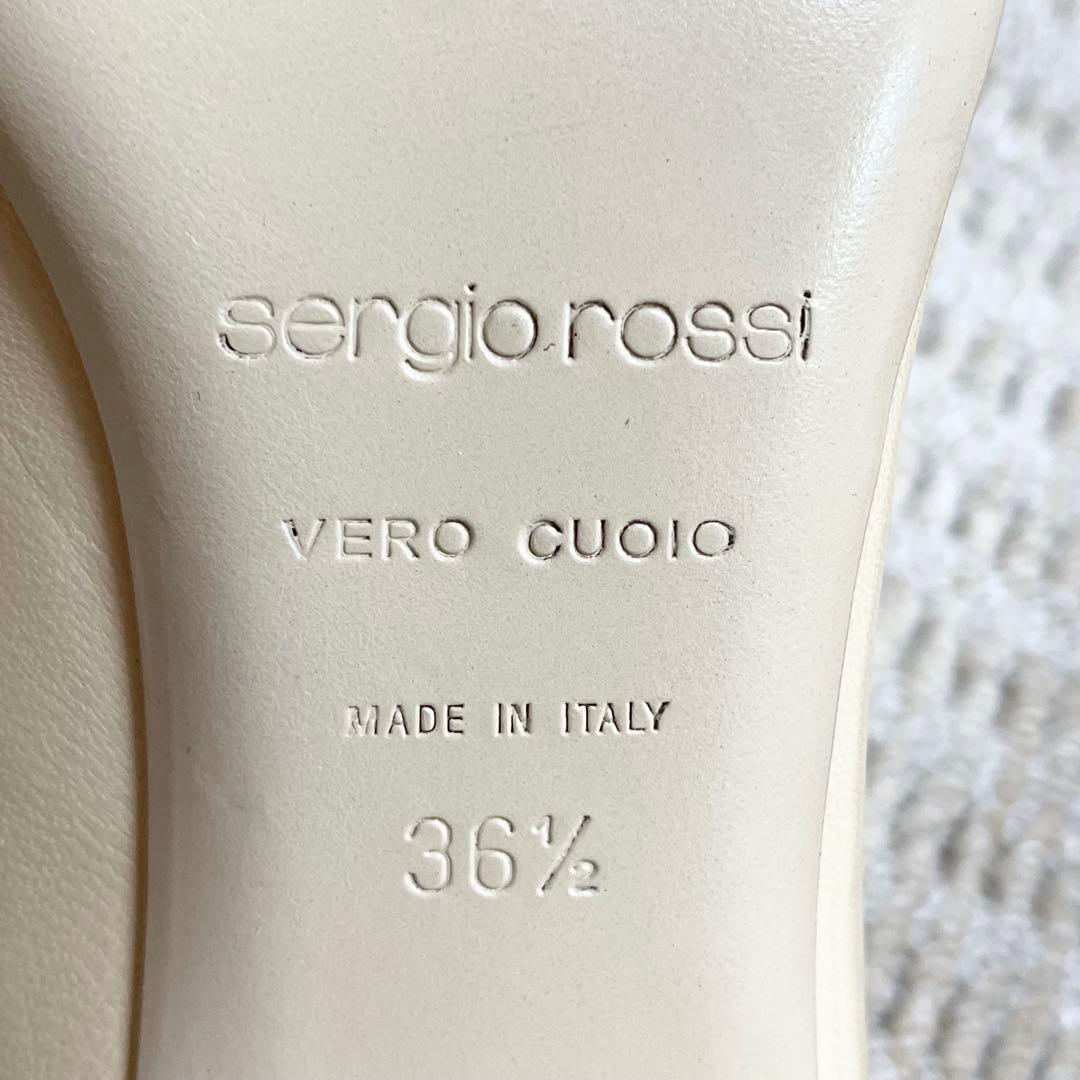 sergio rossi
VERO CUOIO
MADE IN ITALY
36½